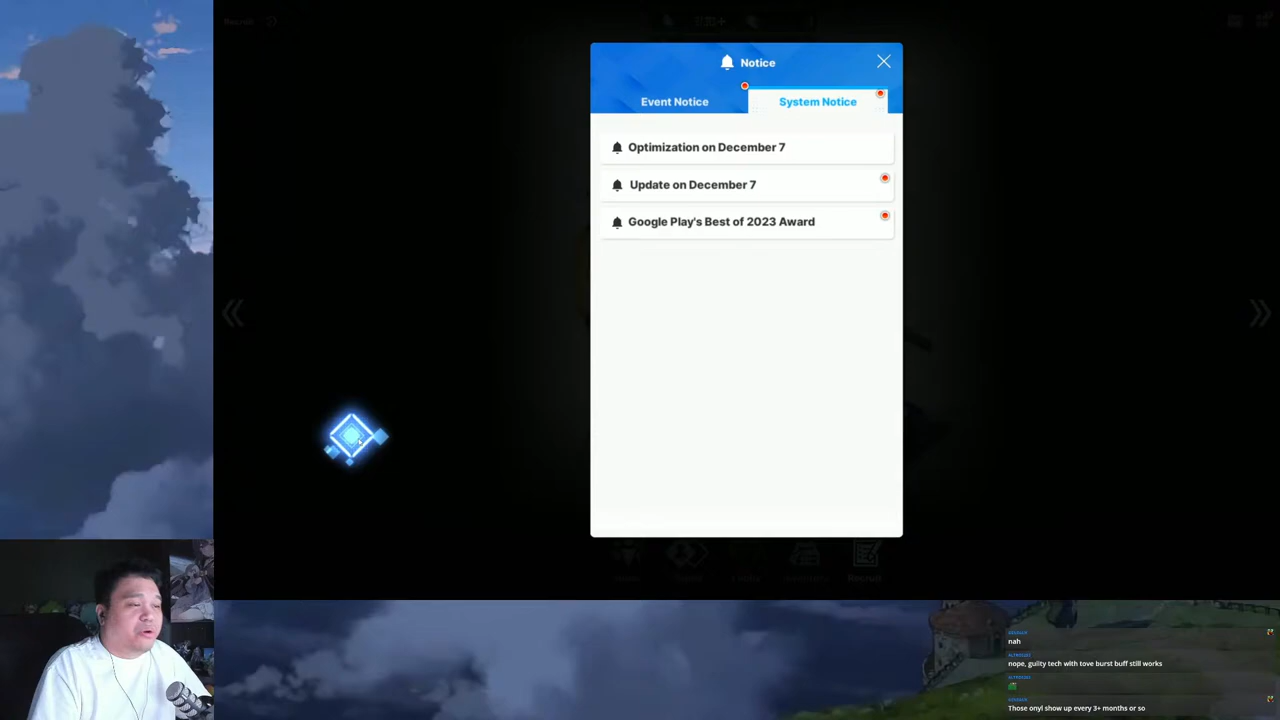 Recruit
Notice
Event Notice
System Notice
Optimization on December 7
Update on December 7
Google Play's Best of 2023 Award
Recruit
nah
nope, guilty tech with tove burst buff still works
Those onyl show up every 3+ months or so